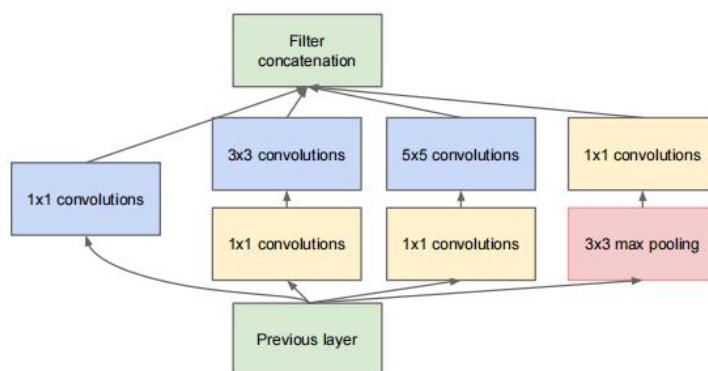 Filter
concatenation
3x3 convolutions
5x5 convolutions
1x1 convolutions
1x1 convolutions
1x1 convolutions
1x1 convolutions
3x3 max pooling
Previous layer